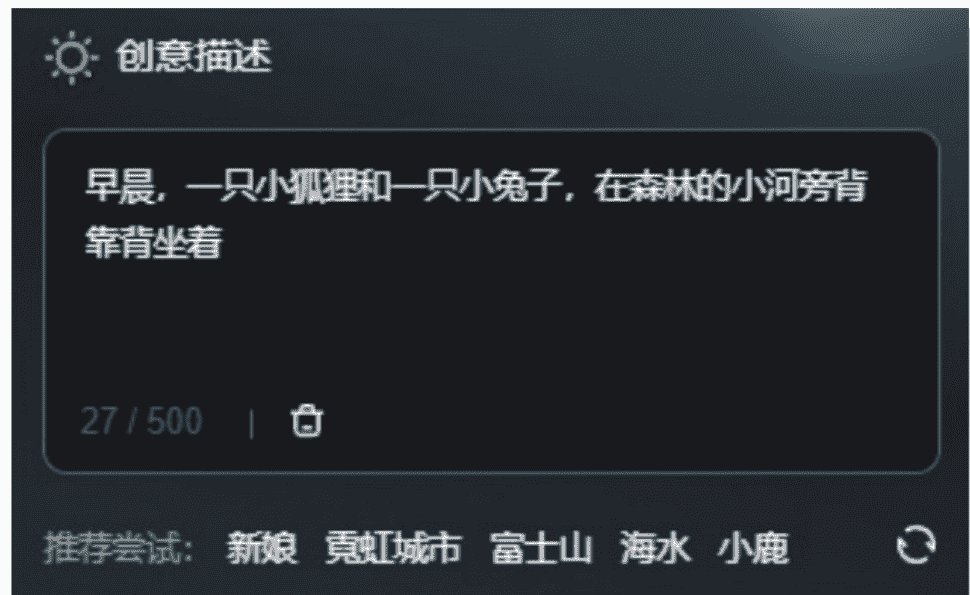 创意描述
早晨，一只小狐狸和一只小兔子，在森林的小河旁背
靠背坐着
27 / 500 |
推荐尝试： 新娘 霓虹城市 富士山 海水 小鹿